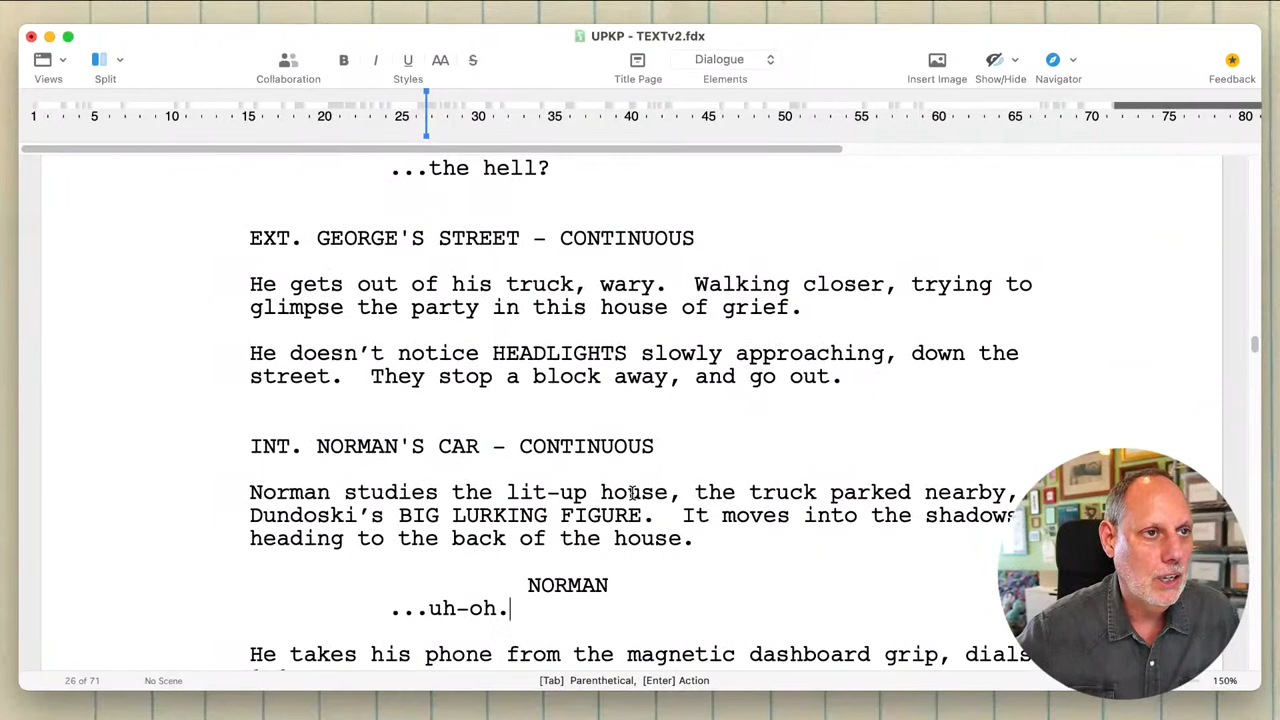 UPKP - TEXTv2.fdx
Views Split Collaboration Styles Title Page Dialogue Elements Insert Image Show/Hide Navigator Feedback
B I U AA S
1 5 10 15 20 25 30 35 40 45 50 55 60 65 70 75 80
...the hell?
EXT. GEORGE'S STREET - CONTINUOUS
He gets out of his truck, wary.  Walking closer, trying to
glimpse the party in this house of grief.
He doesn’t notice HEADLIGHTS slowly approaching, down the
street.  They stop a block away, and go out.
INT. NORMAN'S CAR - CONTINUOUS
Norman studies the lit-up house, the truck parked nearby,
Dundoski’s BIG LURKING FIGURE.  It moves into the shadows
heading to the back of the house.
NORMAN
...uh-oh.
He takes his phone from the magnetic dashboard grip, dials
26 of 71 No Scene [Tab] Parenthetical, [Enter] Action 150%